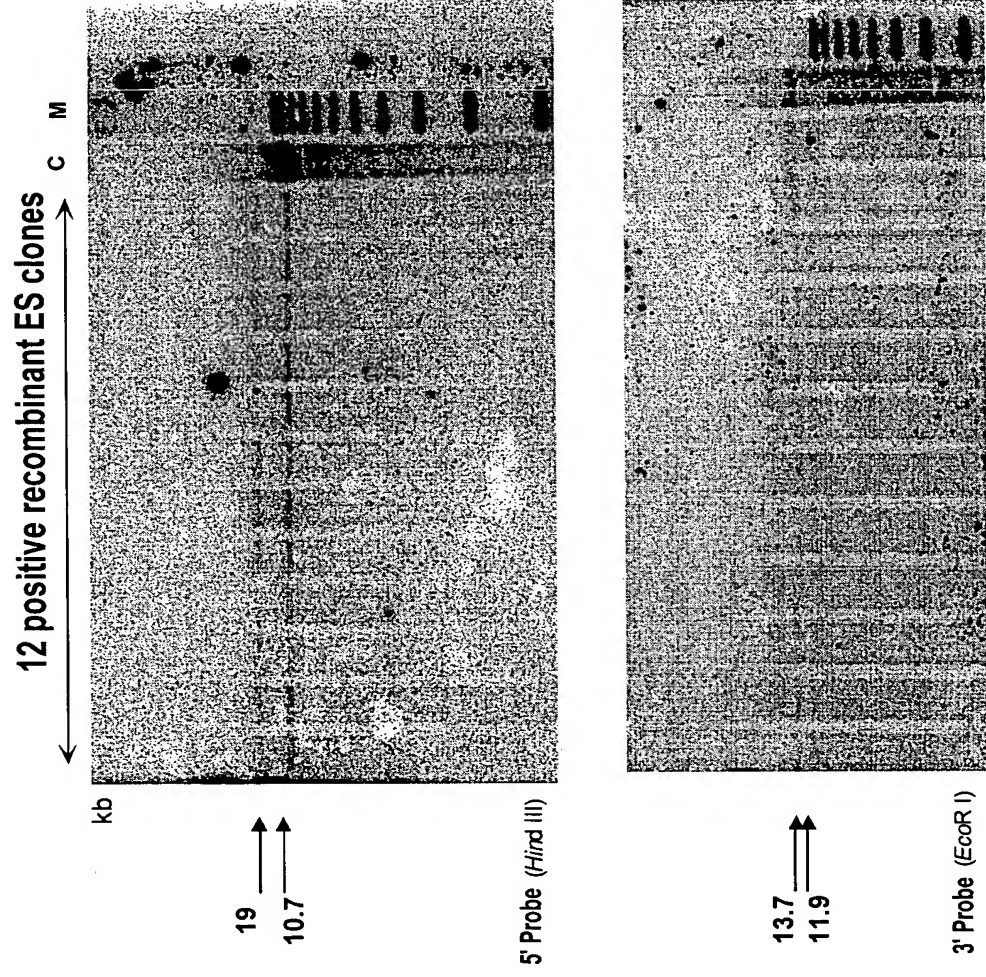 12 positive recombinant ES clones
C M
kb
19
10.7
5' Probe (Hind III)
13.7
11.9
3' Probe (EcoR I)